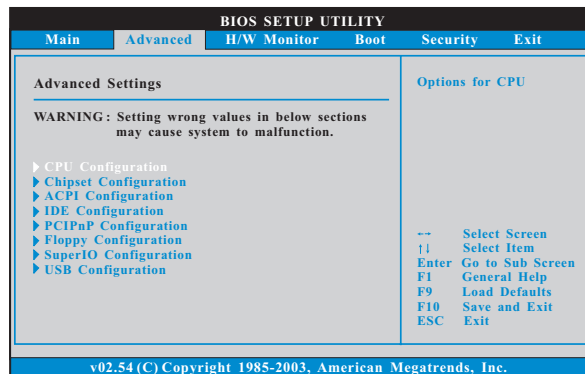 BIOS SETUP UTILITY
Main Advanced H/W Monitor Boot Security Exit
Advanced Settings
WARNING : Setting wrong values in below sections
may cause system to malfunction.
CPU Configuration
Chipset Configuration
ACPI Configuration
IDE Configuration
PCIPnP Configuration
Floppy Configuration
SuperIO Configuration
USB Configuration
Options for CPU
←→ Select Screen
↑↓ Select Item
Enter Go to Sub Screen
F1 General Help
F9 Load Defaults
F10 Save and Exit
ESC Exit
v02.54 (C) Copyright 1985-2003, American Megatrends, Inc.